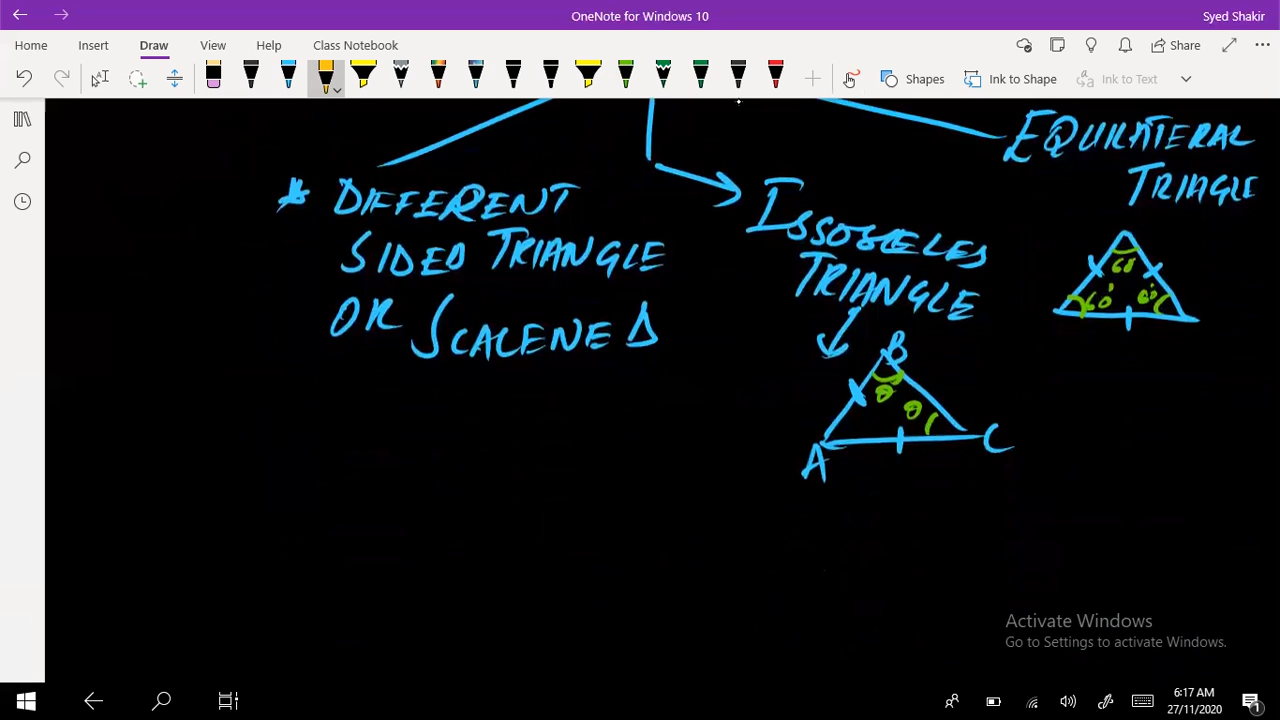 OneNote for Windows 10
Syed Shakir
Home
Insert
Draw
View
Help
Class Notebook
Share
Shapes
Ink to Shape
Ink to Text
EQUILATERAL
TRIAGLE
* DIFFERENT
SIDED TRIANGLE
OR SCALENE Δ
ISSOSCELES
TRIANGLE
60°
60°
60°
B
θ
θ
A
C
Activate Windows
Go to Settings to activate Windows.
6:17 AM
27/11/2020
1